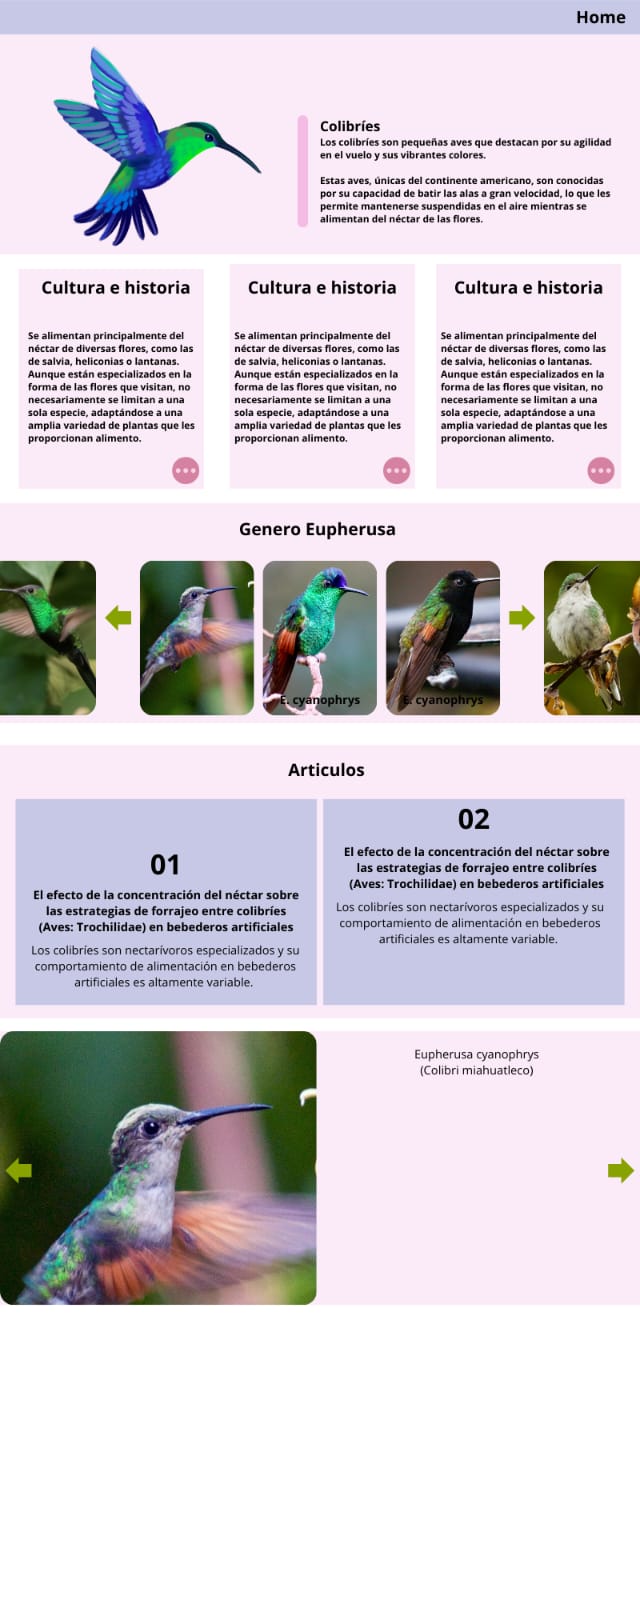 Home
Colibríes
Los colibríes son pequeñas aves que destacan por su agilidad
en el vuelo y sus vibrantes colores.
Estas aves, únicas del continente americano, son conocidas
por su capacidad de batir las alas a gran velocidad, lo que les
permite mantenerse suspendidas en el aire mientras se
alimentan del néctar de las flores.
Cultura e historia
Se alimentan principalmente del
néctar de diversas flores, como las
de salvia, heliconias o lantanas.
Aunque están especializados en la
forma de las flores que visitan, no
necesariamente se limitan a una
sola especie, adaptándose a una
amplia variedad de plantas que les
proporcionan alimento.
Cultura e historia
Se alimentan principalmente del
néctar de diversas flores, como las
de salvia, heliconias o lantanas.
Aunque están especializados en la
forma de las flores que visitan, no
necesariamente se limitan a una
sola especie, adaptándose a una
amplia variedad de plantas que les
proporcionan alimento.
Cultura e historia
Se alimentan principalmente del
néctar de diversas flores, como las
de salvia, heliconias o lantanas.
Aunque están especializados en la
forma de las flores que visitan, no
necesariamente se limitan a una
sola especie, adaptándose a una
amplia variedad de plantas que les
proporcionan alimento.
Genero Eupherusa
E. cyanophrys
E. cyanophrys
Articulos
01
El efecto de la concentración del néctar sobre
las estrategias de forrajeo entre colibríes
(Aves: Trochilidae) en bebederos artificiales
Los colibríes son nectarívoros especializados y su
comportamiento de alimentación en bebederos
artificiales es altamente variable.
02
El efecto de la concentración del néctar sobre
las estrategias de forrajeo entre colibríes
(Aves: Trochilidae) en bebederos artificiales
Los colibríes son nectarívoros especializados y su
comportamiento de alimentación en bebederos
artificiales es altamente variable.
Eupherusa cyanophrys
(Colibri miahuatleco)